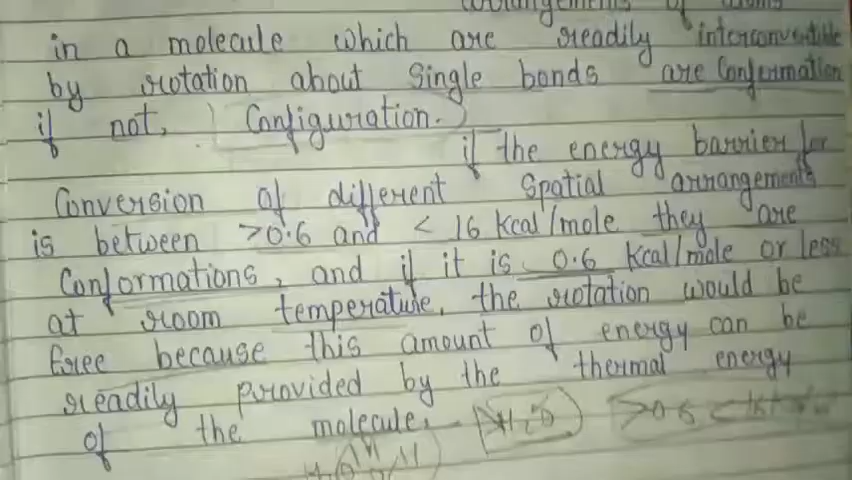 arrangements of atoms
in a molecule which are readily interconvertible
by rotation about single bonds are Conformation
if not, Configuration.
if the energy barrier for
Conversion of different spatial arrangements
is between >0.6 and < 16 Kcal/mole they are
Conformations, and if it is 0.6 Kcal/mole or less
at room temperature, the rotation would be
free because this amount of energy can be
readily provided by the thermal energy
of the molecule.